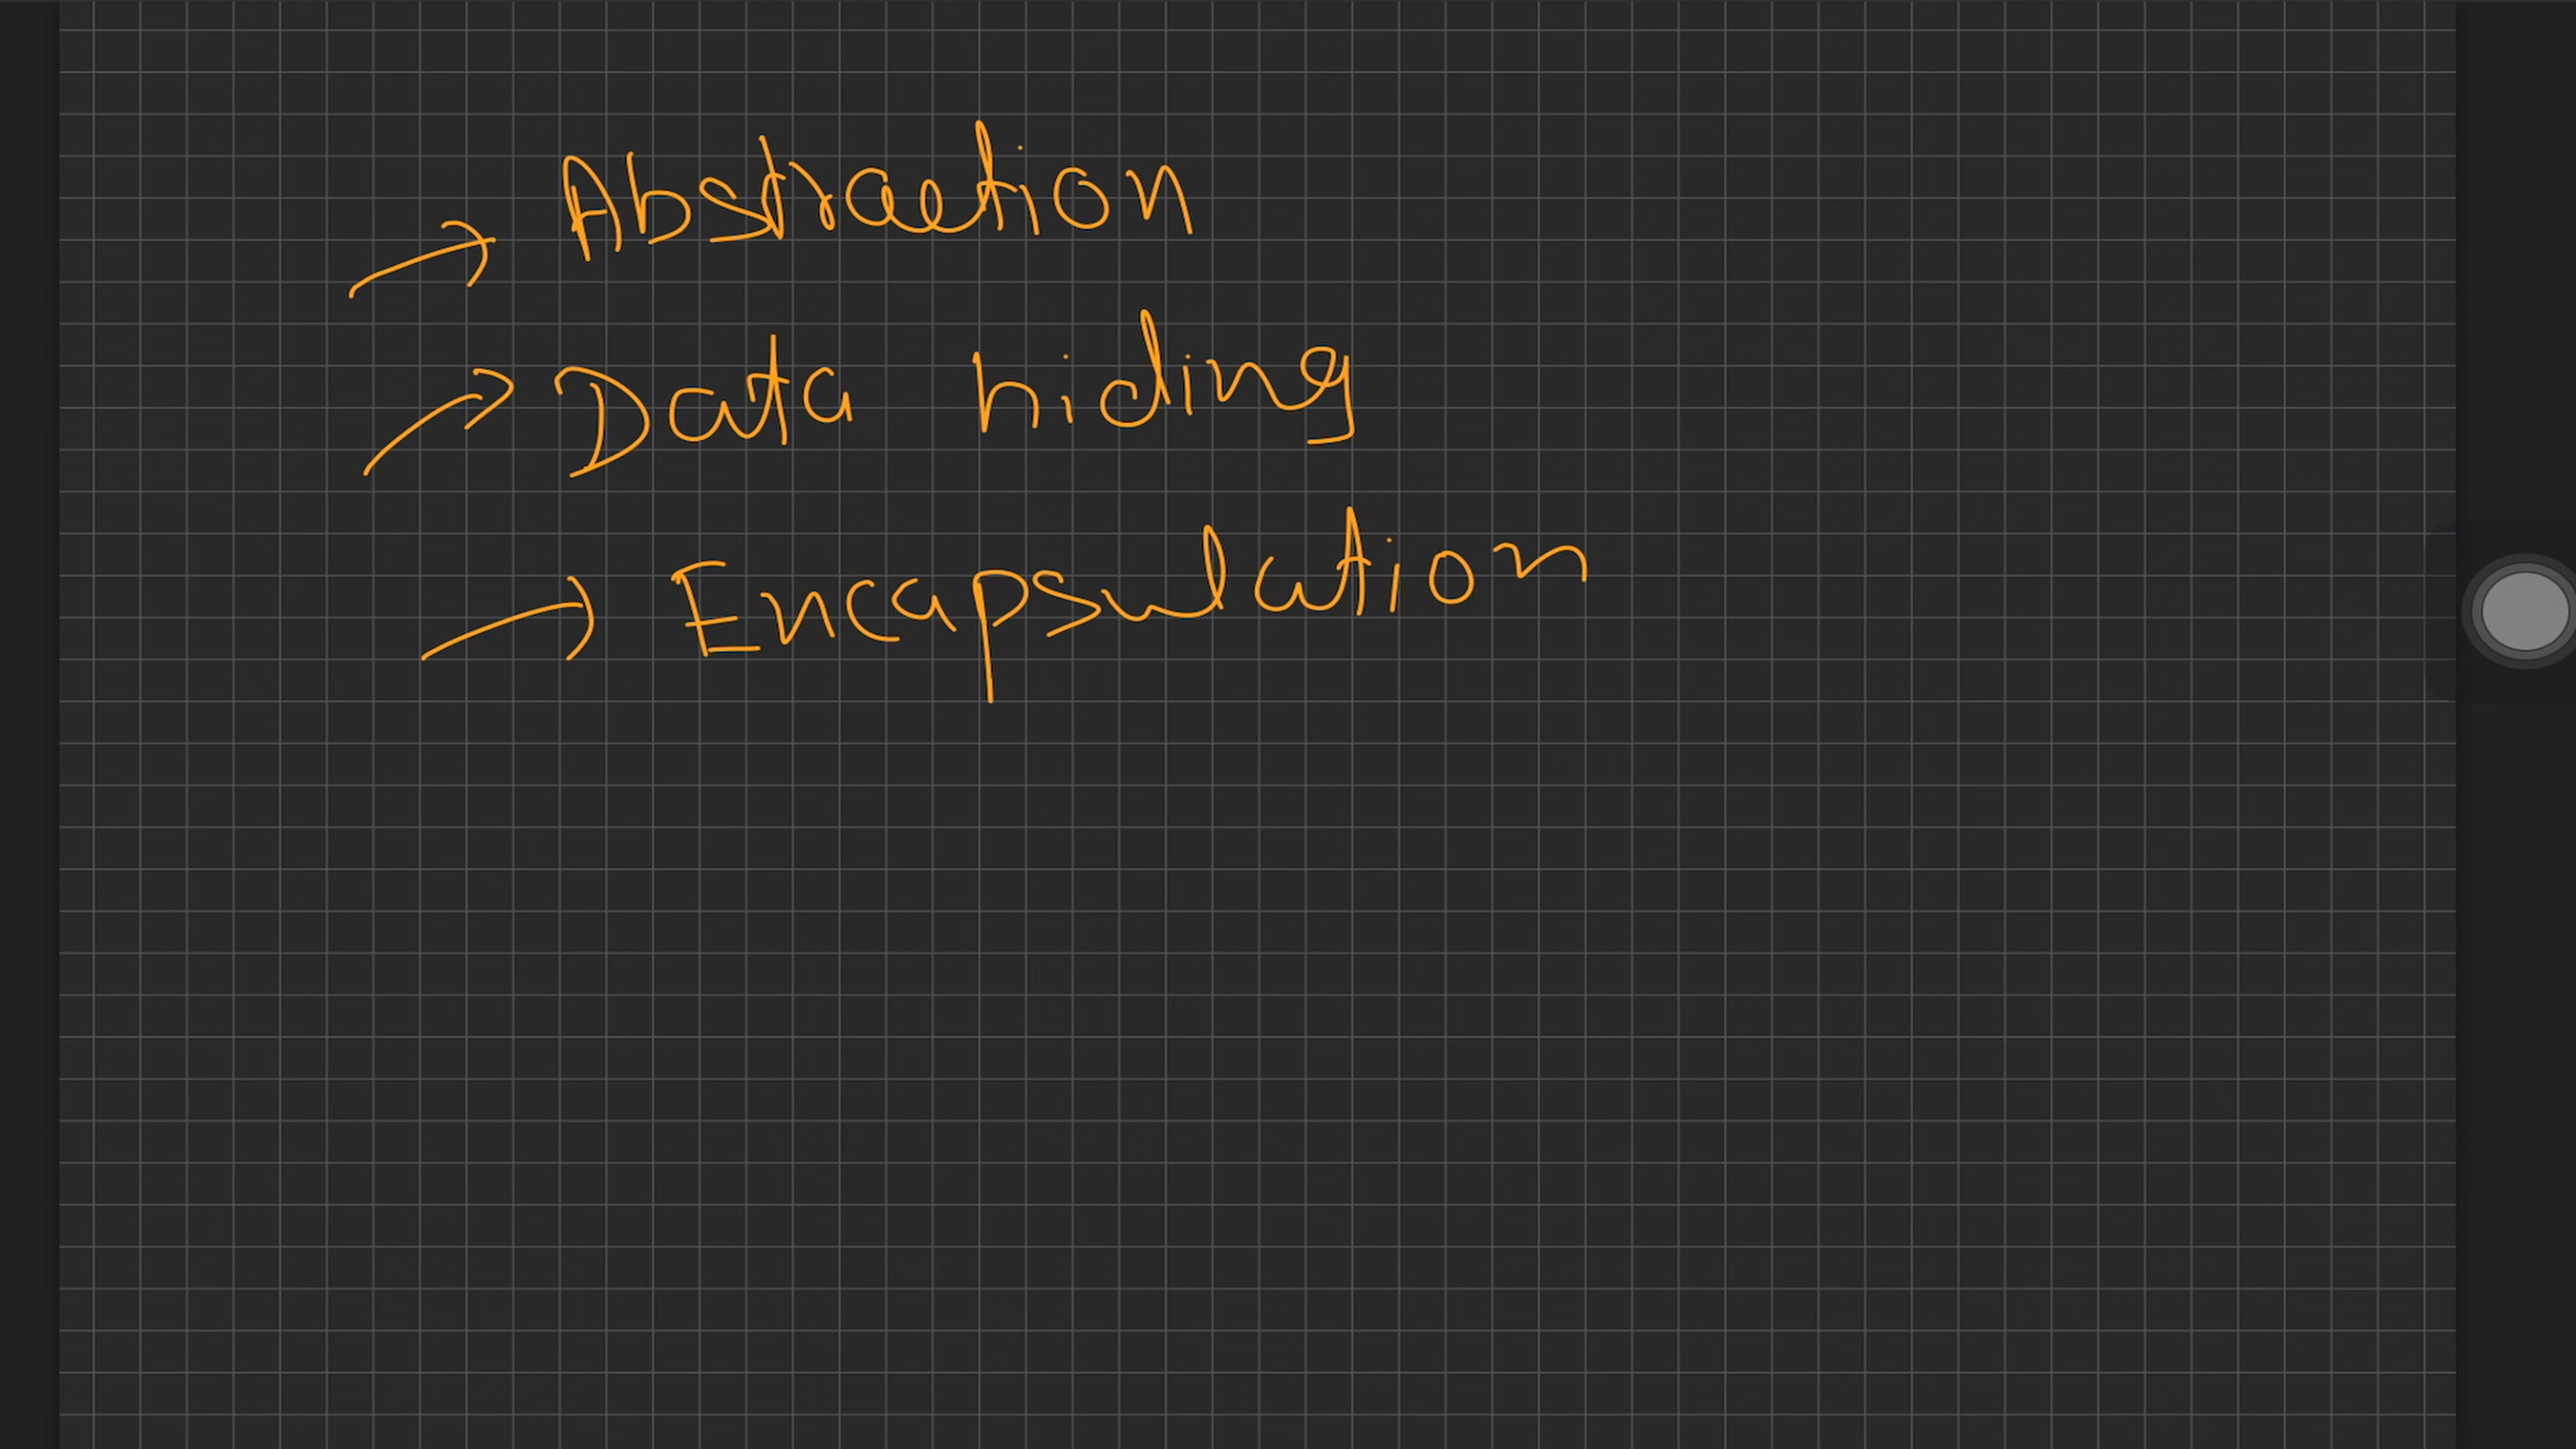 → Abstraction
→ Data hiding
→ Encapsulation